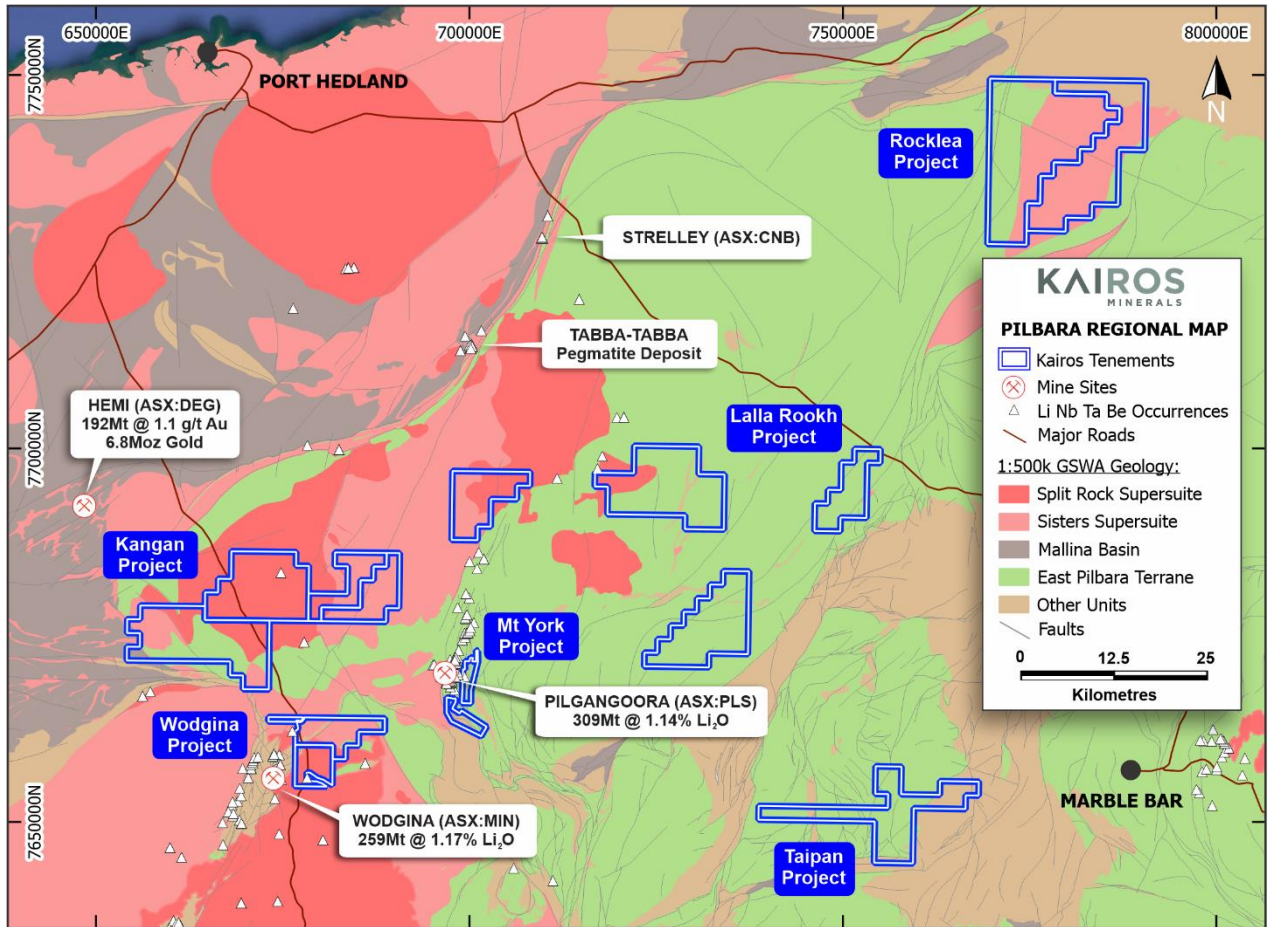 650000E
700000E
750000E
800000E
7750000N
7700000N
7650000N
PORT HEDLAND
N
Rocklea
Project
STRELLEY (ASX:CNB)
TABBA-TABBA
Pegmatite Deposit
HEMI (ASX:DEG)
192Mt @ 1.1 g/t Au
6.8Moz Gold
Lalla Rookh
Project
Kangan
Project
Mt York
Project
PILGANGOORA (ASX:PLS)
309Mt @ 1.14% Li₂O
Wodgina
Project
WODGINA (ASX:MIN)
259Mt @ 1.17% Li₂O
MARBLE BAR
Taipan
Project
KAIROS
MINERALS
PILBARA REGIONAL MAP
Kairos Tenements
Mine Sites
Li Nb Ta Be Occurrences
Major Roads
1:500k GSWA Geology:
Split Rock Supersuite
Sisters Supersuite
Mallina Basin
East Pilbara Terrane
Other Units
Faults
0 12.5 25
Kilometres